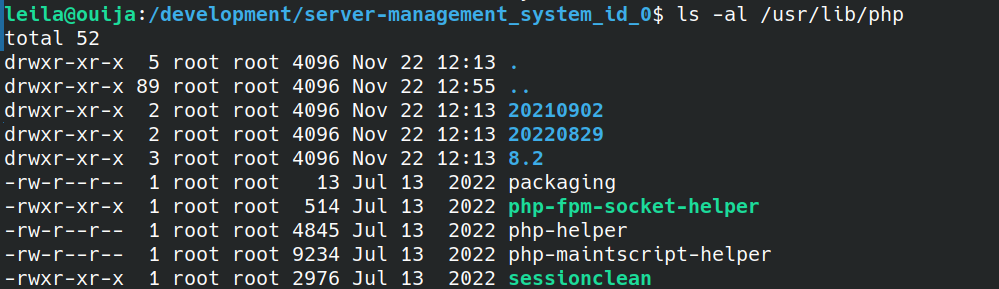 leila@ouija:/development/server-management_system_id_0$ ls -al /usr/lib/php
total 52
drwxr-xr-x  5 root root 4096 Nov 22 12:13 .
drwxr-xr-x 89 root root 4096 Nov 22 12:55 ..
drwxr-xr-x  2 root root 4096 Nov 22 12:13 20210902
drwxr-xr-x  2 root root 4096 Nov 22 12:13 20220829
drwxr-xr-x  3 root root 4096 Nov 22 12:13 8.2
-rw-r--r--  1 root root   13 Jul 13  2022 packaging
-rwxr-xr-x  1 root root  514 Jul 13  2022 php-fpm-socket-helper
-rw-r--r--  1 root root 4845 Jul 13  2022 php-helper
-rw-r--r--  1 root root 9234 Jul 13  2022 php-maintscript-helper
-rwxr-xr-x  1 root root 2976 Jul 13  2022 sessionclean